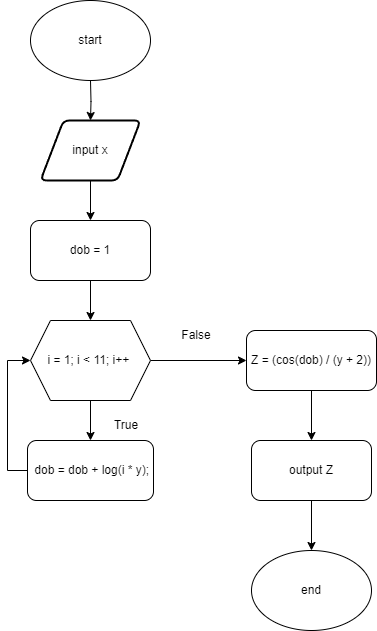 start
input x
dob = 1
i = 1; i < 11; i++
False
Z = (cos(dob) / (y + 2))
True
dob = dob + log(i * y);
output Z
end